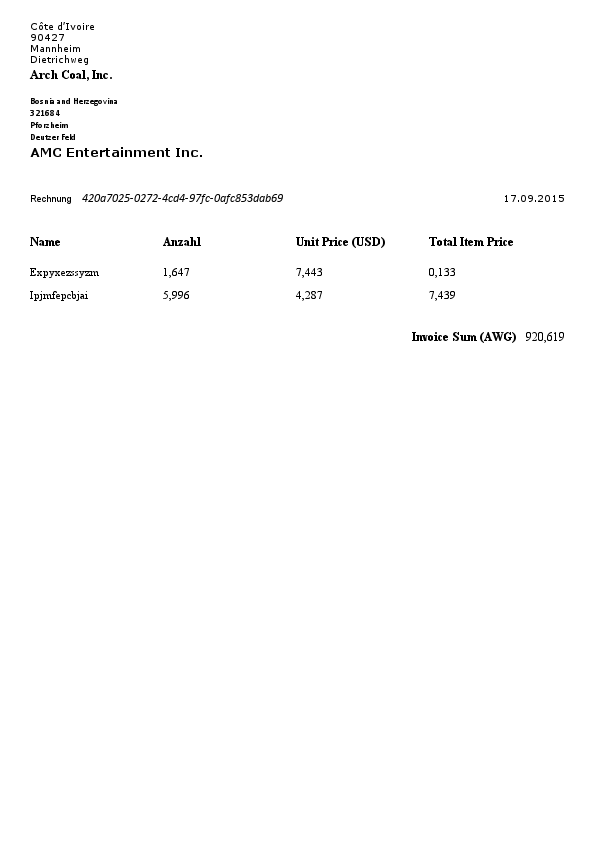 Côte d'Ivoire
90427
Mannheim
Dietrichweg
Arch Coal, Inc.
Bosnia and Herzegovina
321684
Pforzheim
Deutzer Feld
AMC Entertainment Inc.
Rechnung 420a7025-0272-4cd4-97fc-0afc853dab69 17.09.2015
Name Anzahl Unit Price (USD) Total Item Price
Expyxezssyzm 1,647 7,443 0,133
Ipjmfepcbjai 5,996 4,287 7,439
Invoice Sum (AWG) 920,619